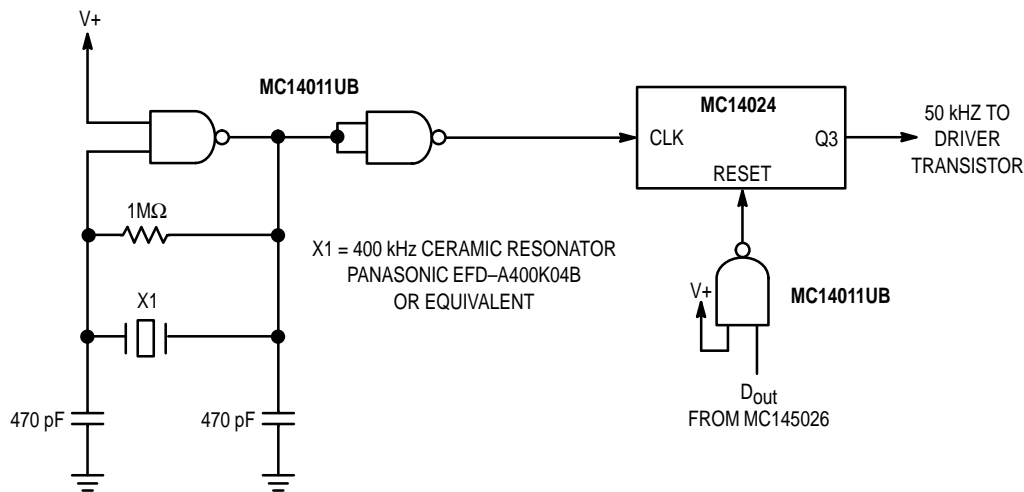 V+
MC14011UB
MC14024
CLK
Q3
RESET
50 kHZ TO
DRIVER
TRANSISTOR
1MΩ
X1 = 400 kHz CERAMIC RESONATOR
PANASONIC EFD–A400K04B
OR EQUIVALENT
X1
V+
MC14011UB
470 pF
470 pF
Dout
FROM MC145026